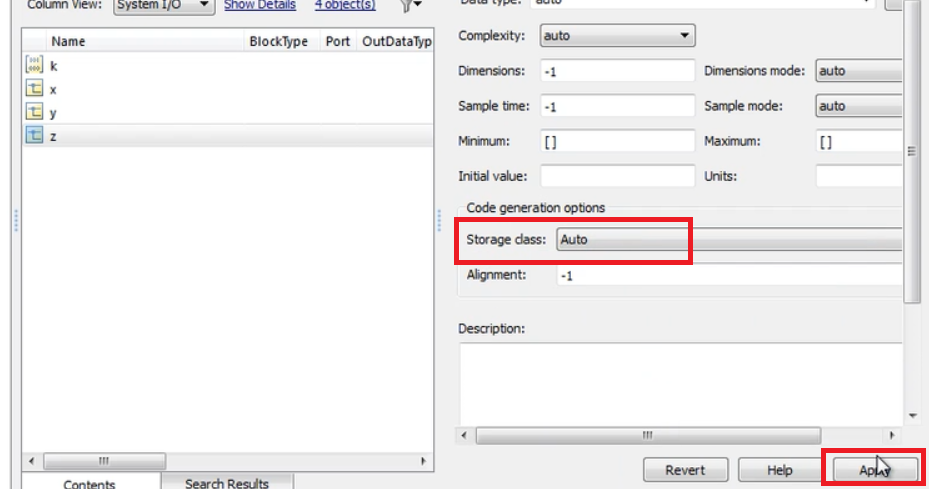 Column View: System I/O Show Details 4 object(s)
Name BlockType Port OutDataTyp
k
x
y
z
Contents Search Results
Data type: auto
Complexity: auto
Dimensions: -1 Dimensions mode: auto
Sample time: -1 Sample mode: auto
Minimum: [] Maximum: []
Initial value: Units:
Code generation options
Storage class: Auto
Alignment: -1
Description:
Revert Help Apply